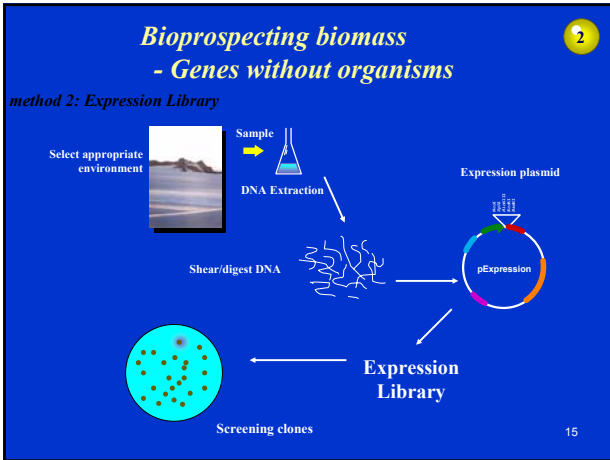 Bioprospecting biomass
- Genes without organisms
2
method 2: Expression Library
Select appropriate
environment
Sample
DNA Extraction
Expression plasmid
Shear/digest DNA
pExpression
Expression
Library
Screening clones
15